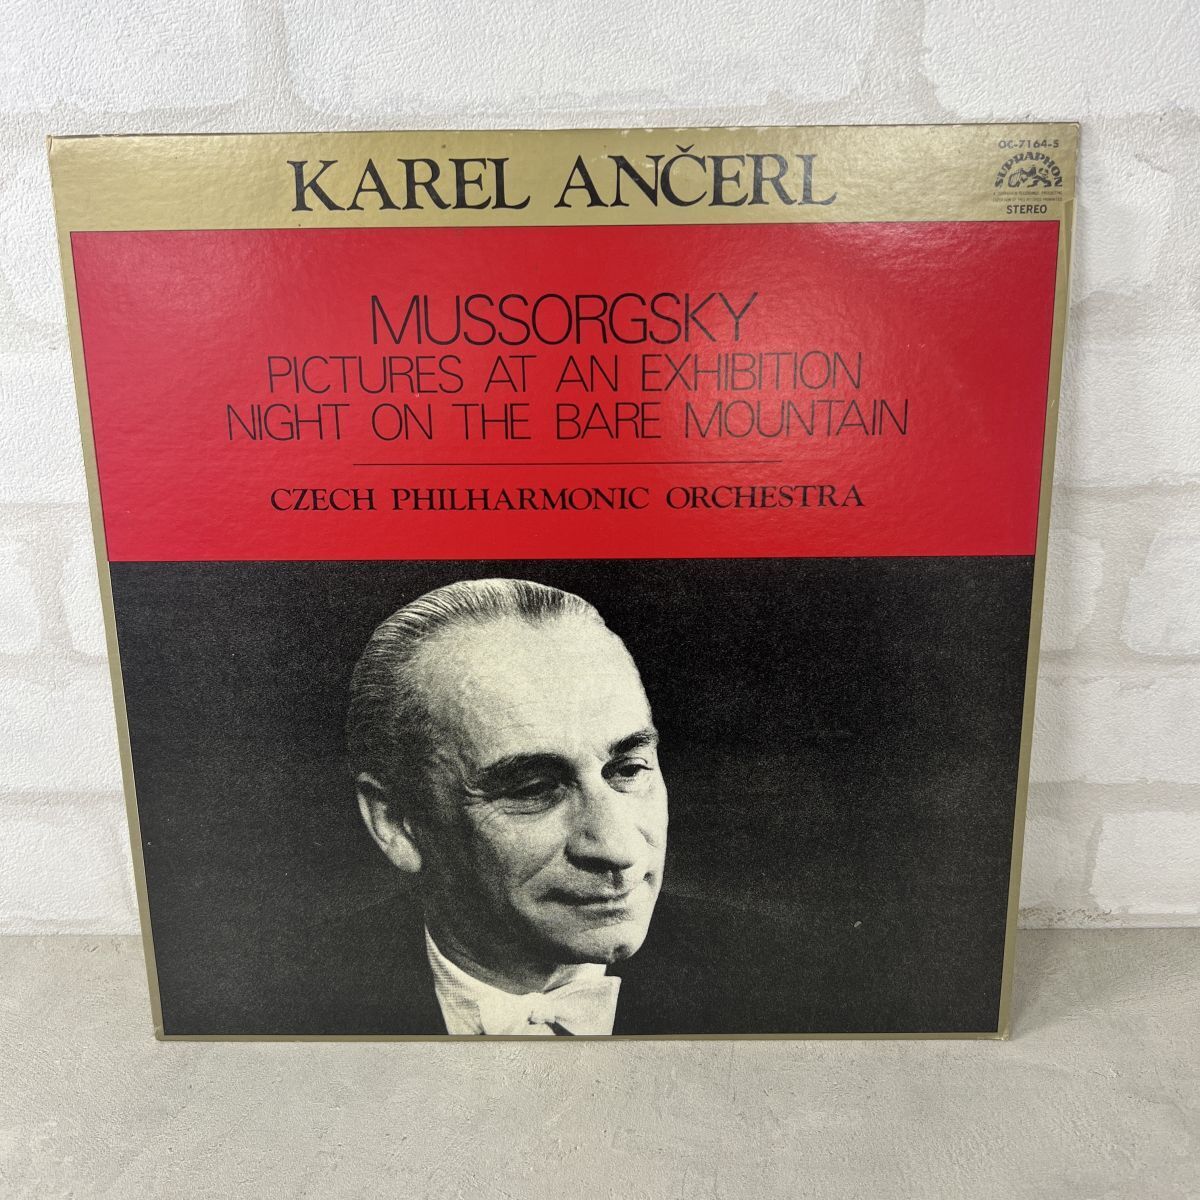 KAREL ANČERL
OC-7164-S
SUPRAPHON
STEREO
MUSSORGSKY
PICTURES AT AN EXHIBITION
NIGHT ON THE BARE MOUNTAIN
CZECH PHILHARMONIC ORCHESTRA